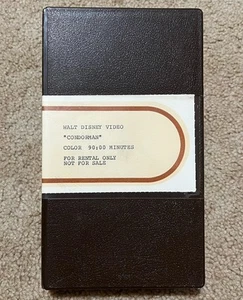 WALT DISNEY VIDEO
"CONDORMAN"
COLOR 90:00 MINUTES
FOR RENTAL ONLY
NOT FOR SALE